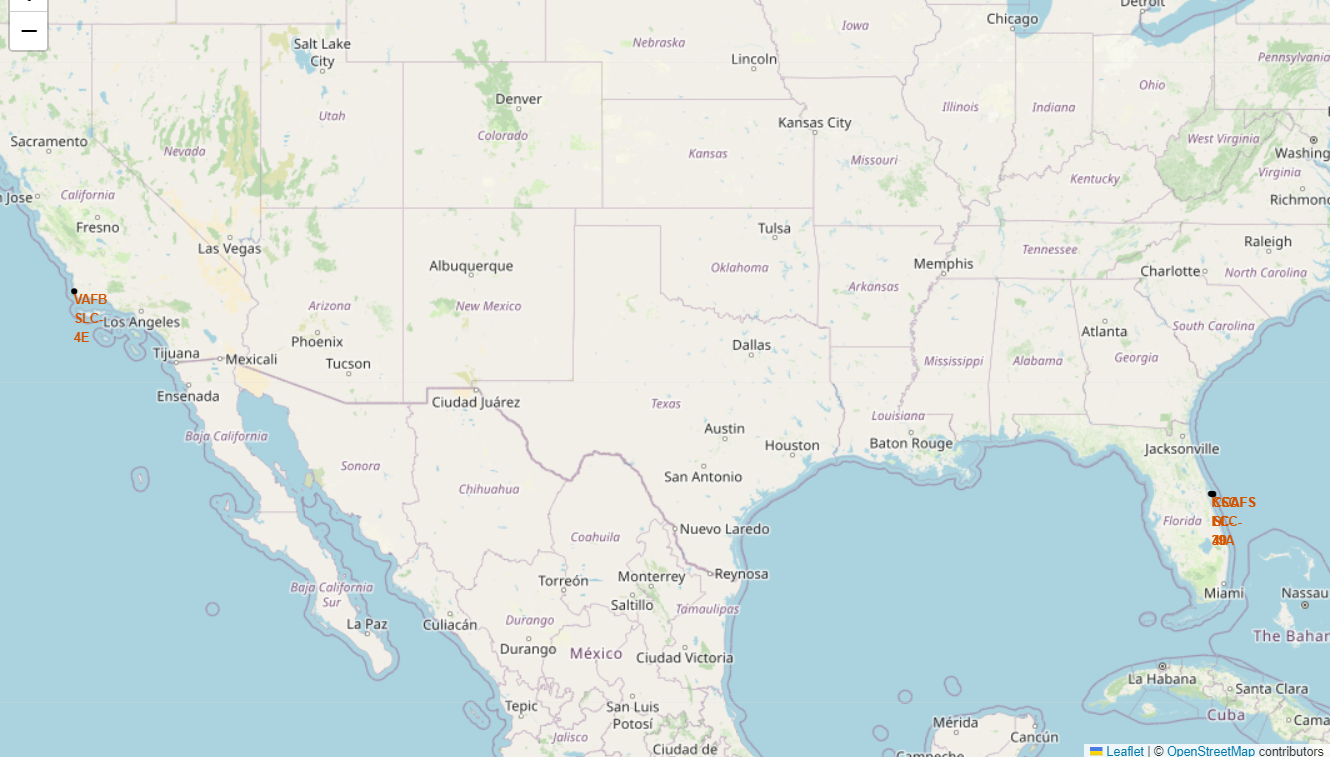 Detroit
Chicago
Iowa
−
Salt Lake
City
Nebraska
Lincoln
Pennsylvania
Ohio
Denver
Illinois
Indiana
Utah
Colorado
Kansas City
Sacramento
Nevada
Kansas
Missouri
West Virginia
Washing
Virginia
Kentucky
California
n Jose
Richmond
Fresno
Las Vegas
Tulsa
Tennessee
Raleigh
Albuquerque
Oklahoma
Memphis
Charlotte
North Carolina
Arkansas
VAFB
SLC-
4E
Los Angeles
Arizona
New Mexico
South Carolina
Atlanta
Phoenix
Dallas
Tijuana
Mexicali
Tucson
Mississippi
Alabama
Georgia
Ensenada
Ciudad Juárez
Texas
Louisiana
Baja California
Austin
Houston
Baton Rouge
Jacksonville
Sonora
San Antonio
Chihuahua
Florida
Nuevo Laredo
Coahuila
Reynosa
Torreón
Monterrey
Baja California
Sur
Saltillo
Tamaulipas
Miami
Nassau
La Paz
Culiacán
Durango
Durango
México
Ciudad Victoria
The Bahar
La Habana
Santa Clara
Tepic
San Luis
Potosí
Cuba
Cama
Mérida
Cancún
Jalisco
Ciudad de
Campeche
Leaflet | © OpenStreetMap contributors